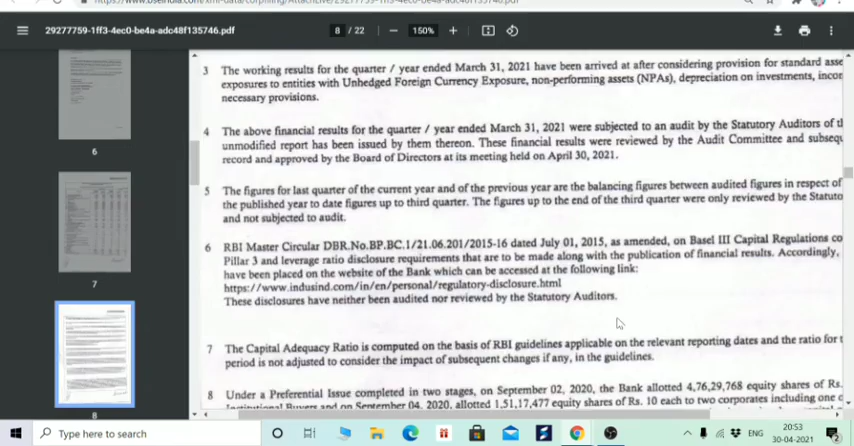 29277759-1ff3-4ec0-be4a-adc48f135746.pdf
8 / 22
150%
3 The working results for the quarter / year ended March 31, 2021 have been arrived at after considering provision for standard asse
exposures to entities with Unhedged Foreign Currency Exposure, non-performing assets (NPAs), depreciation on investments, incom
necessary provisions.
4 The above financial results for the quarter / year ended March 31, 2021 were subjected to an audit by the Statutory Auditors of th
unmodified report has been issued by them thereon. These financial results were reviewed by the Audit Committee and subsequ
record and approved by the Board of Directors at its meeting held on April 30, 2021.
5 The figures for last quarter of the current year and of the previous year are the balancing figures between audited figures in respect of
the published year to date figures up to third quarter. The figures up to the end of the third quarter were only reviewed by the Statuto
and not subjected to audit.
6 RBI Master Circular DBR.No.BP.BC.1/21.06.201/2015-16 dated July 01, 2015, as amended, on Basel III Capital Regulations co
Pillar 3 and leverage ratio disclosure requirements that are to be made along with the publication of financial results. Accordingly,
have been placed on the website of the Bank which can be accessed at the following link:
https://www.indusind.com/in/en/personal/regulatory-disclosure.html
These disclosures have neither been audited nor reviewed by the Statutory Auditors.
7 The Capital Adequacy Ratio is computed on the basis of RBI guidelines applicable on the relevant reporting dates and the ratio for t
period is not adjusted to consider the impact of subsequent changes if any, in the guidelines.
8 Under a Preferential Issue completed in two stages, on September 02, 2020, the Bank allotted 4,76,29,768 equity shares of Rs.
Institutional Buyers and on September 04, 2020, allotted 1,51,17,477 equity shares of Rs. 10 each to two corporates including one
6
7
8
Type here to search
ENG
20:53
30-04-2021
2